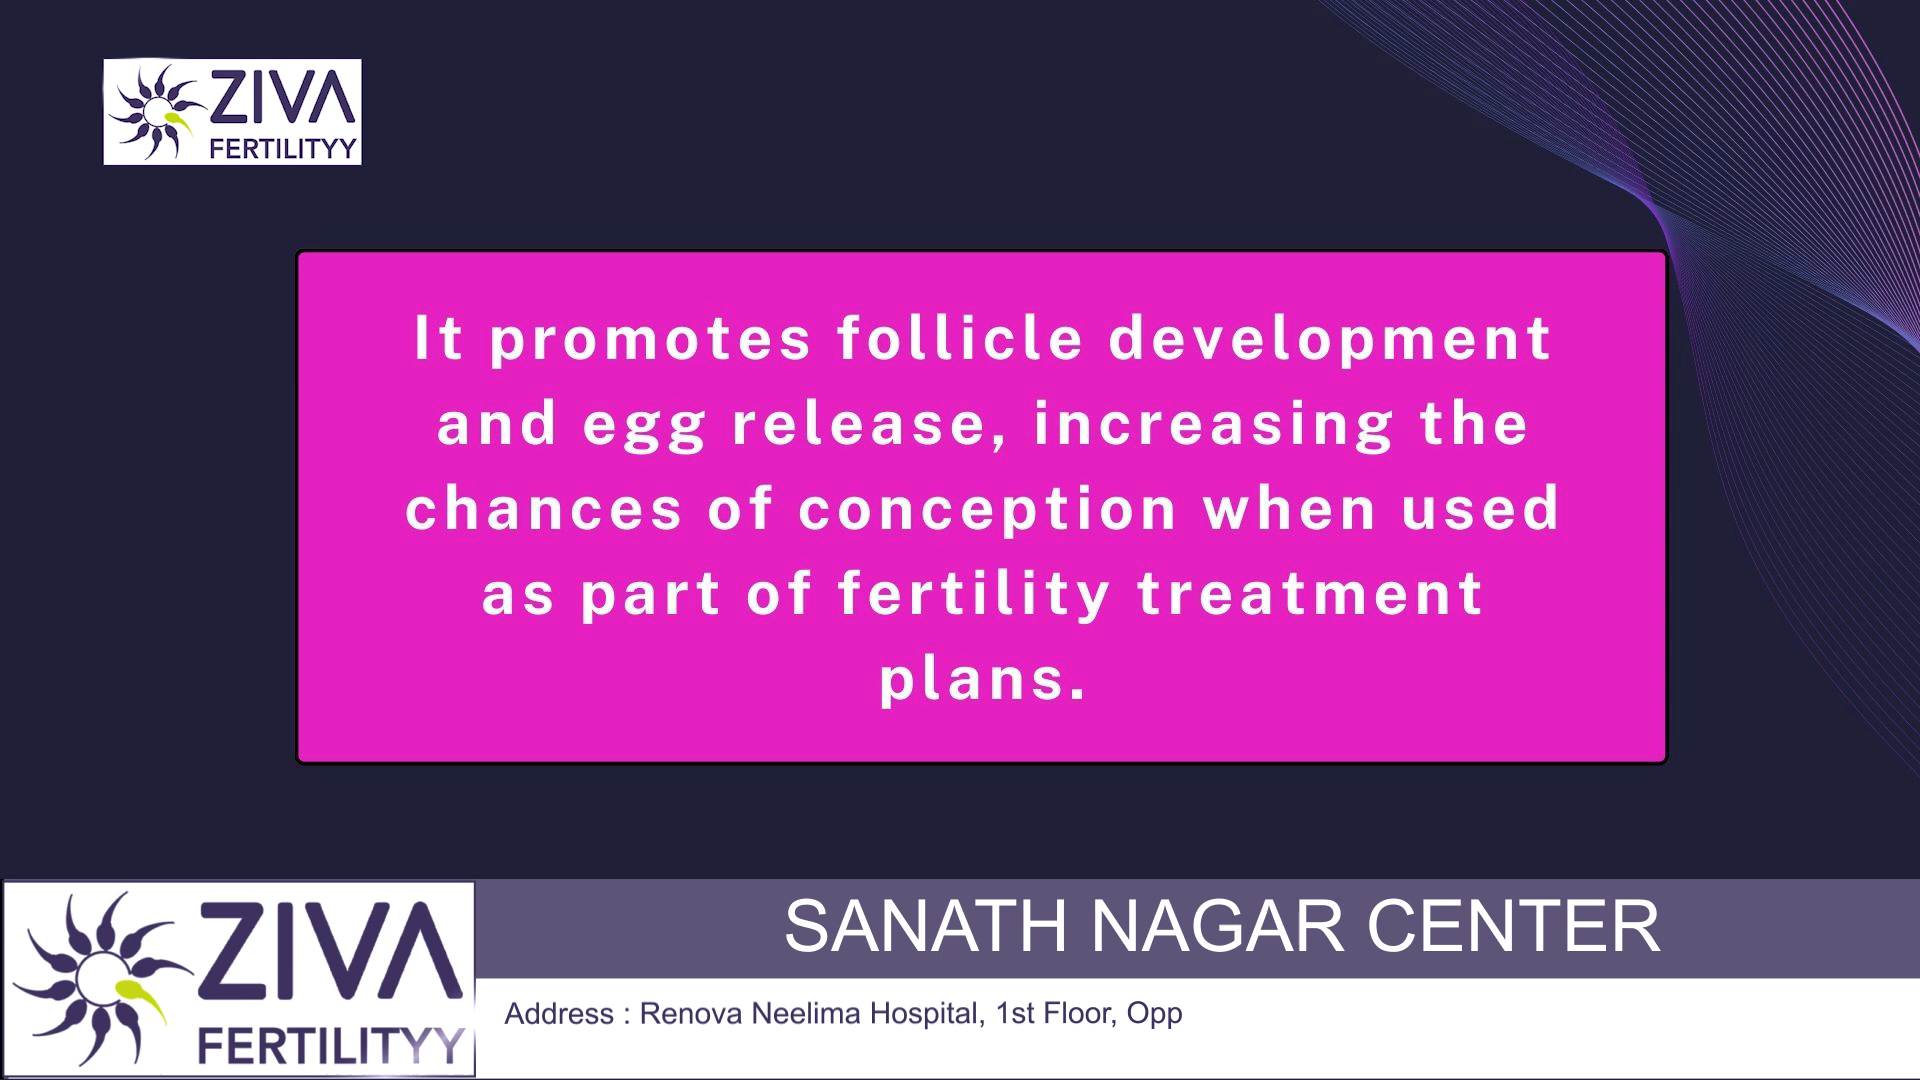 ZIVA
FERTILITYY
It promotes follicle development
and egg release, increasing the
chances of conception when used
as part of fertility treatment
plans.
ZIVA
FERTILITYY
SANATH NAGAR CENTER
Address : Renova Neelima Hospital, 1st Floor, Opp